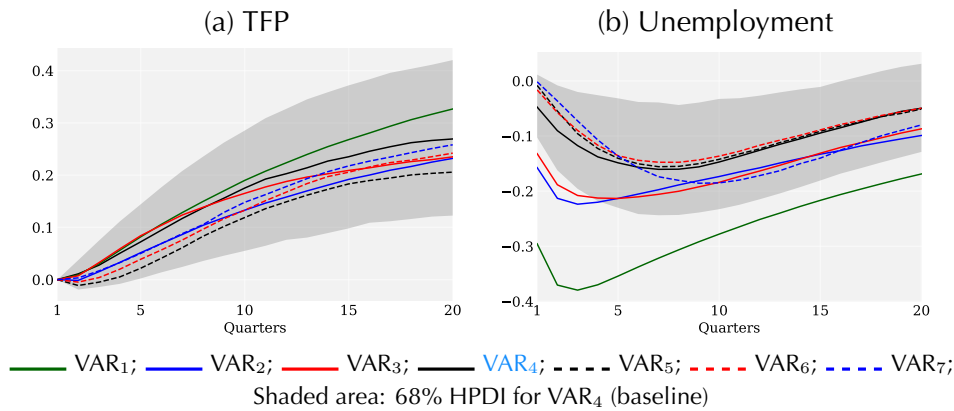 (a) TFP
(b) Unemployment
0.4
0.3
0.2
0.1
0.0
1 5 10 15 20
Quarters
0.0
−0.1
−0.2
−0.3
−0.4
1 5 10 15 20
Quarters
VAR₁; VAR₂; VAR₃; VAR₄; VAR₅; VAR₆; VAR₇;
Shaded area: 68% HPDI for VAR₄ (baseline)